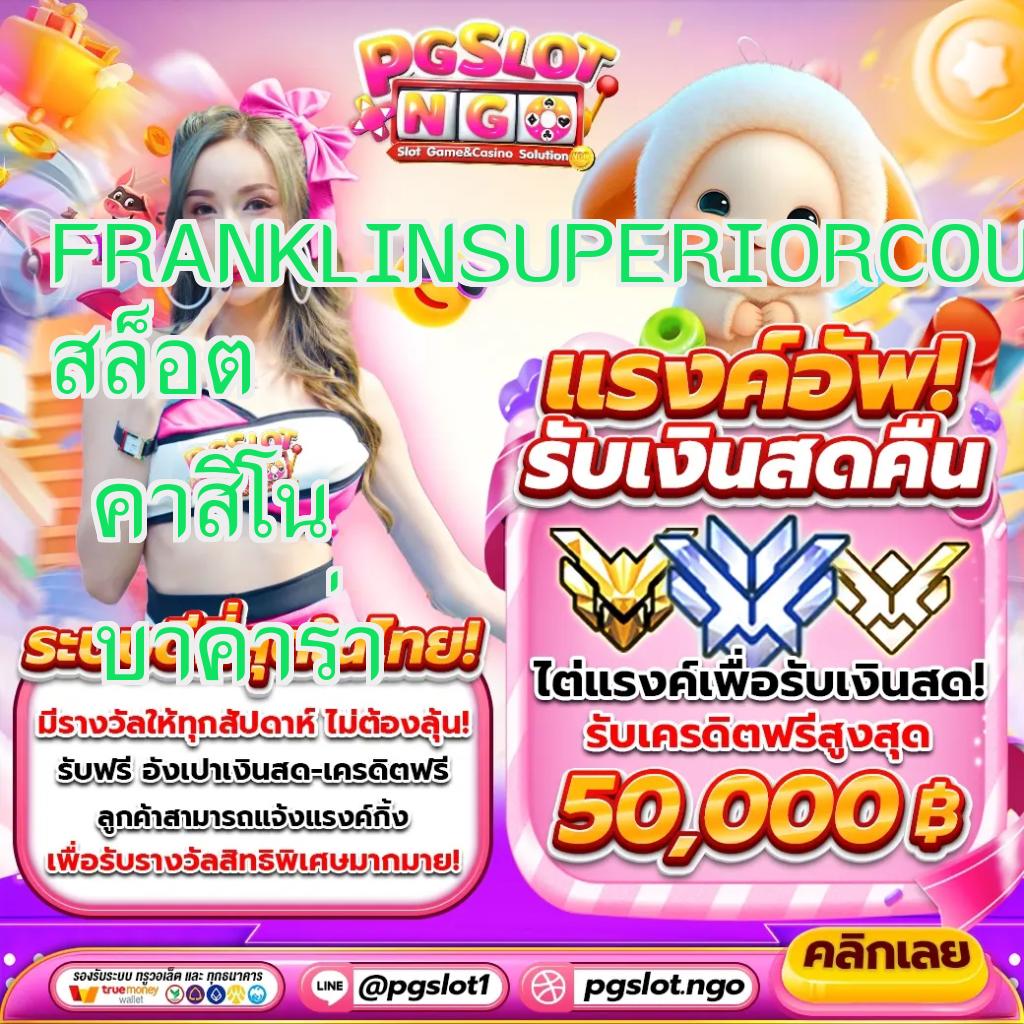 PGSLOT
NGO
Slot Game&Casino Solution
FRANKLINSUPERIORCOU
สล็อต
คาสิโน
บาคาร่า
แรงค์อัพ!
รับเงินสดคืน
ไต่แรงค์เพื่อรับเงินสด!
รับเครดิตฟรีสูงสุด
50,000 ฿
มีรางวัลให้ทุกสัปดาห์ ไม่ต้องลุ้น!
รับฟรี อังเปาเงินสด-เครดิตฟรี
ลูกค้าสามารถแจ้งแรงค์กิ้ง
เพื่อรับรางวัลสิทธิพิเศษมากมาย!
คลิกเลย
รองรับระบบ ทรูวอเล็ต และ ทุกธนาคาร
truemoney
wallet
LINE @pgslot1
pgslot.ngo